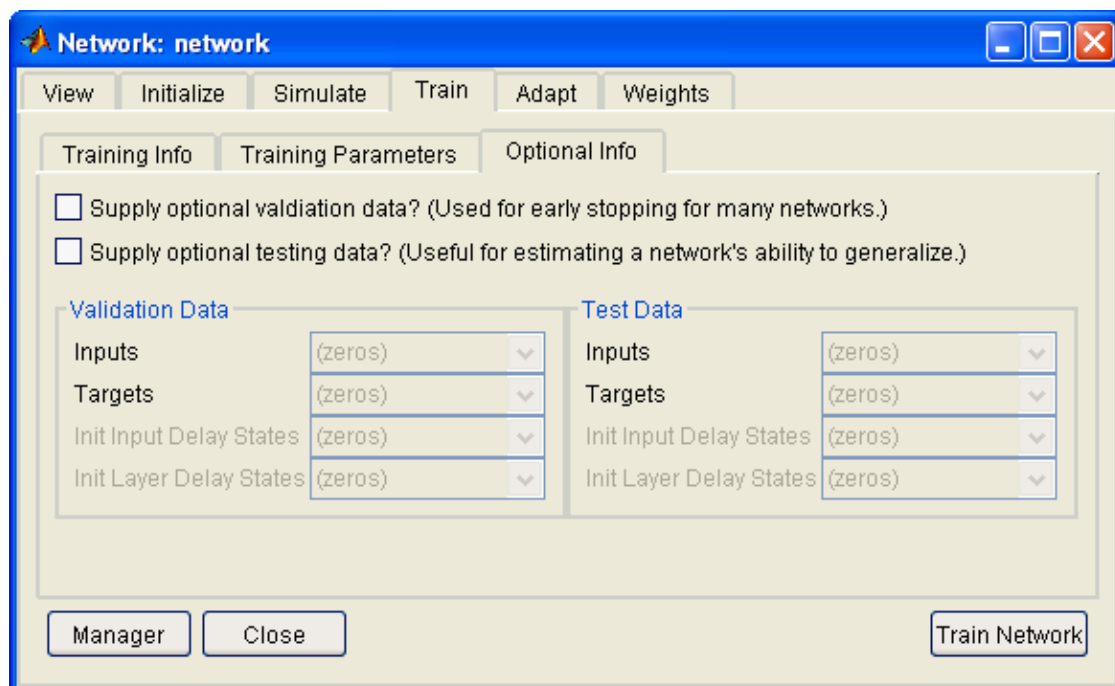 Network: network
View Initialize Simulate Train Adapt Weights
Training Info Training Parameters Optional Info
Supply optional valdiation data? (Used for early stopping for many networks.)
Supply optional testing data? (Useful for estimating a network's ability to generalize.)
Validation Data
Inputs (zeros)
Targets (zeros)
Init Input Delay States (zeros)
Init Layer Delay States (zeros)
Test Data
Inputs (zeros)
Targets (zeros)
Init Input Delay States (zeros)
Init Layer Delay States (zeros)
Manager Close Train Network